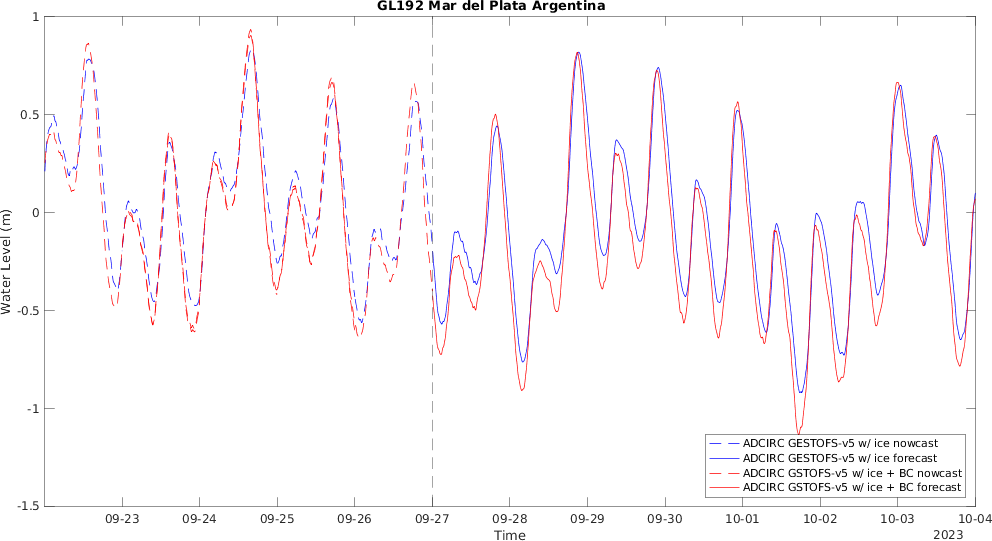 GL192 Mar del Plata Argentina
1
0.5
0
-0.5
-1
-1.5
Water Level (m)
ADCIRC GESTOFS-v5 w/ ice nowcast
ADCIRC GESTOFS-v5 w/ ice forecast
ADCIRC GSTOFS-v5 w/ ice + BC nowcast
ADCIRC GSTOFS-v5 w/ ice + BC forecast
09-23 09-24 09-25 09-26 09-27 09-28 09-29 09-30 10-01 10-02 10-03 10-04
Time
2023